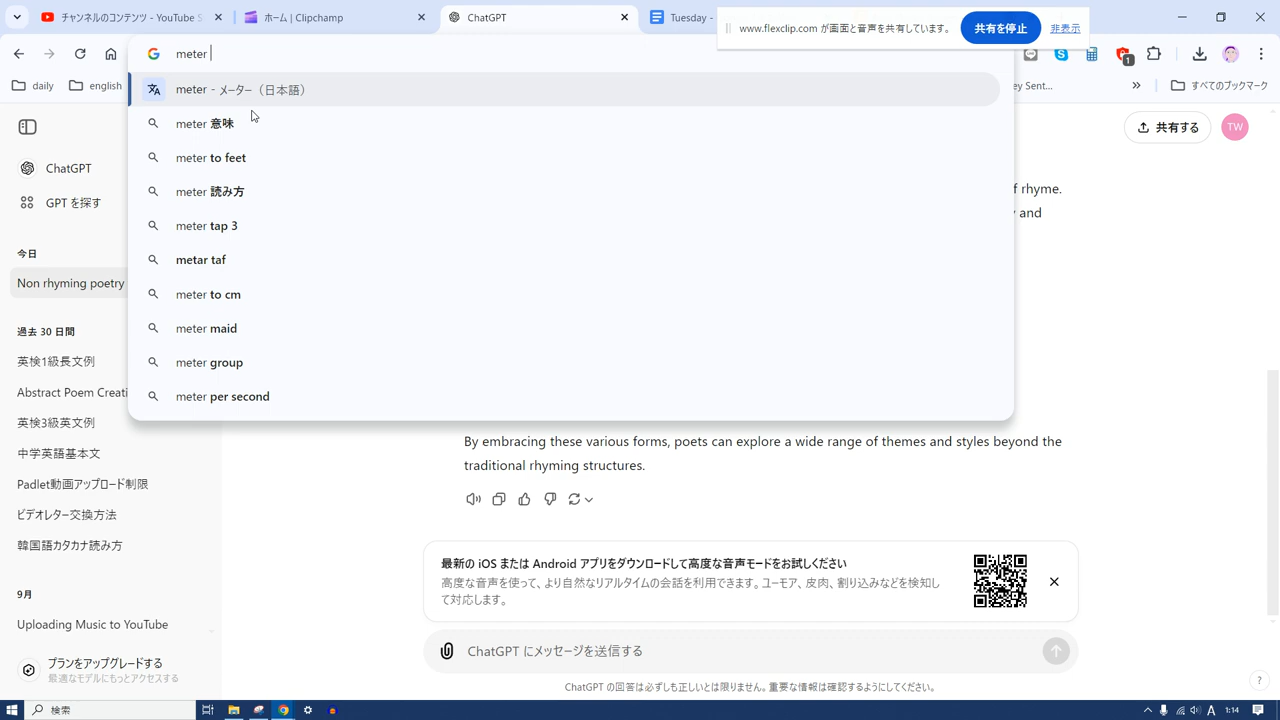 チャンネルのコンテンツ - YouTube S
ホーム | Clipchamp
ChatGPT
Tuesday -
www.flexclip.com が画面と音声を共有しています。
共有を停止
非表示
meter
daily
english
ey Sent...
すべてのブックマーク
meter - メーター（日本語）
meter 意味
meter to feet
meter 読み方
meter tap 3
metar taf
meter to cm
meter maid
meter group
meter per second
ChatGPT
GPT を探す
今日
Non rhyming poetry
過去 30 日間
英検1級長文例
Abstract Poem Creati
英検3級英文例
中学英語基本文
Padlet動画アップロード制限
ビデオレター交換方法
韓国語カタカナ読み方
9月
Uploading Music to YouTube
プランをアップグレードする
最適なモデルにもっとアクセスする
共有する
TW
f rhyme.
and
By embracing these various forms, poets can explore a wide range of themes and styles beyond the
traditional rhyming structures.
最新の iOS または Android アプリをダウンロードして高度な音声モードをお試しください
高度な音声を使って、より自然なリアルタイムの会話を利用できます。ユーモア、皮肉、割り込みなどを検知し
て対応します。
ChatGPT にメッセージを送信する
ChatGPT の回答は必ずしも正しいとは限りません。重要な情報は確認するようにしてください。
?
検索
A
1:14